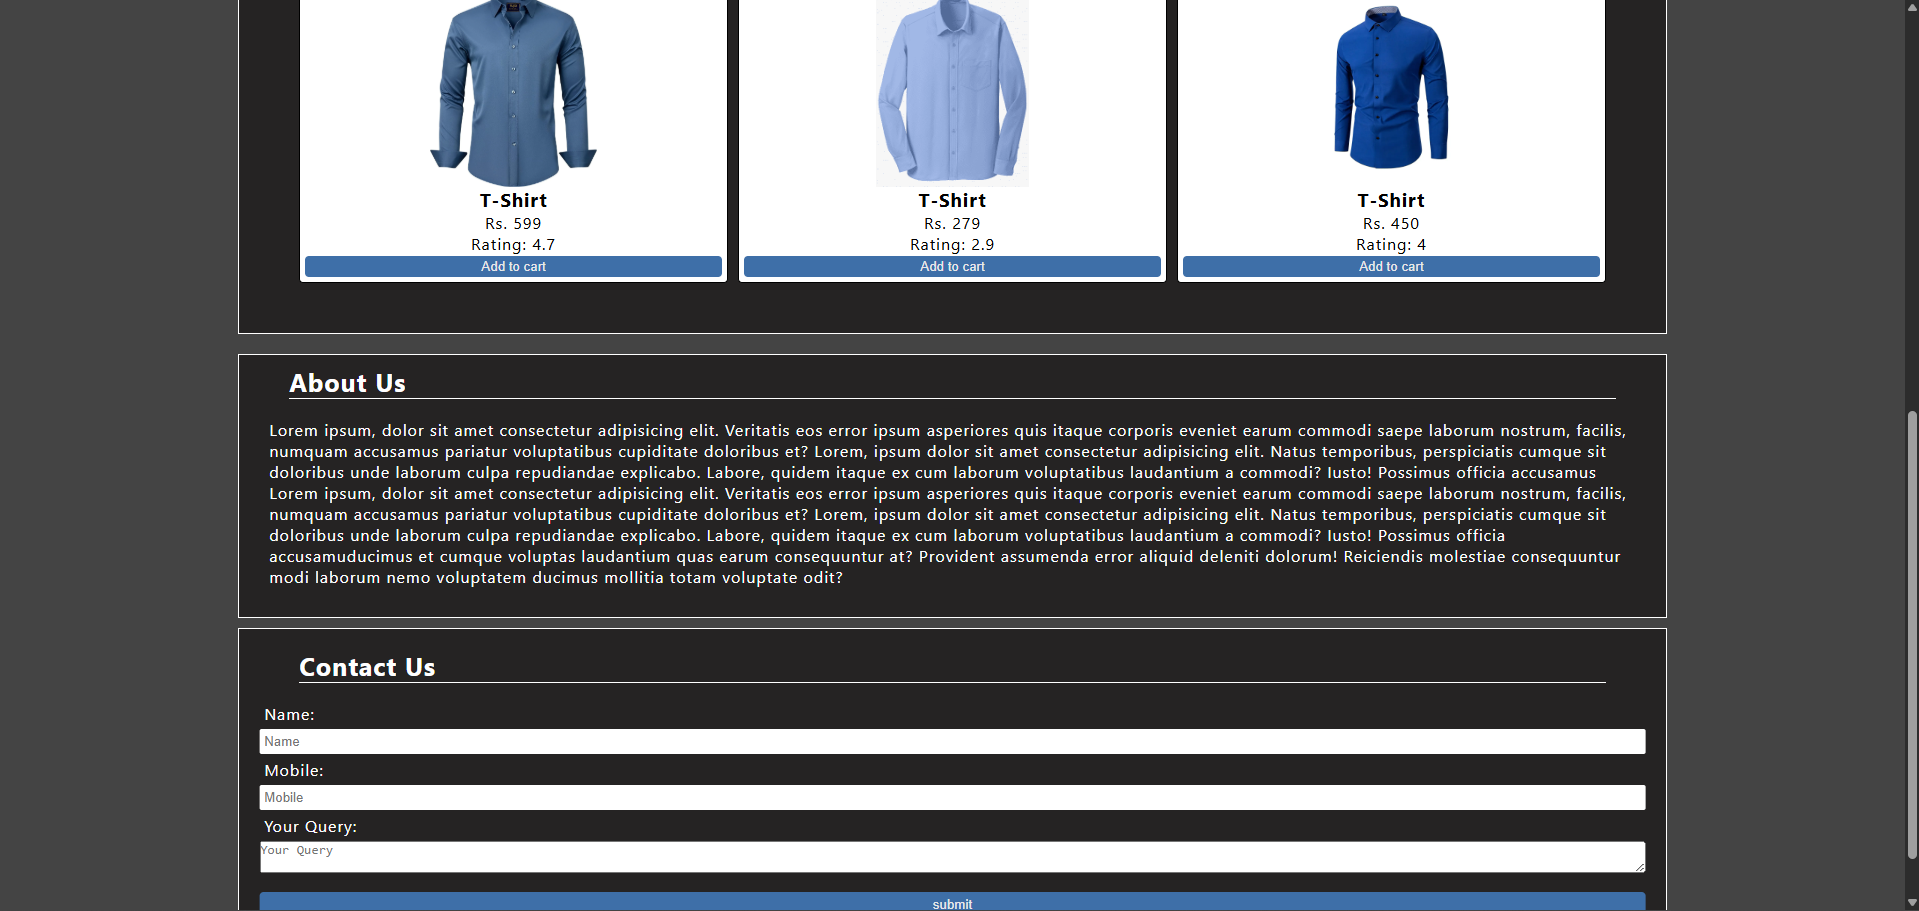 T-Shirt
Rs. 599
Rating: 4.7
Add to cart
T-Shirt
Rs. 279
Rating: 2.9
Add to cart
T-Shirt
Rs. 450
Rating: 4
Add to cart
About Us
Lorem ipsum, dolor sit amet consectetur adipisicing elit. Veritatis eos error ipsum asperiores quis itaque corporis eveniet earum commodi saepe laborum nostrum, facilis,
numquam accusamus pariatur voluptatibus cupiditate doloribus et? Lorem, ipsum dolor sit amet consectetur adipisicing elit. Natus temporibus, perspiciatis cumque sit
doloribus unde laborum culpa repudiandae explicabo. Labore, quidem itaque ex cum laborum voluptatibus laudantium a commodi? Iusto! Possimus officia accusamus
Lorem ipsum, dolor sit amet consectetur adipisicing elit. Veritatis eos error ipsum asperiores quis itaque corporis eveniet earum commodi saepe laborum nostrum, facilis,
numquam accusamus pariatur voluptatibus cupiditate doloribus et? Lorem, ipsum dolor sit amet consectetur adipisicing elit. Natus temporibus, perspiciatis cumque sit
doloribus unde laborum culpa repudiandae explicabo. Labore, quidem itaque ex cum laborum voluptatibus laudantium a commodi? Iusto! Possimus officia
accusamuducimus et cumque voluptas laudantium quas earum consequuntur at? Provident assumenda error aliquid deleniti dolorum! Reiciendis molestiae consequuntur
modi laborum nemo voluptatem ducimus mollitia totam voluptate odit?
Contact Us
Name:
Name
Mobile:
Mobile
Your Query:
Your Query
submit